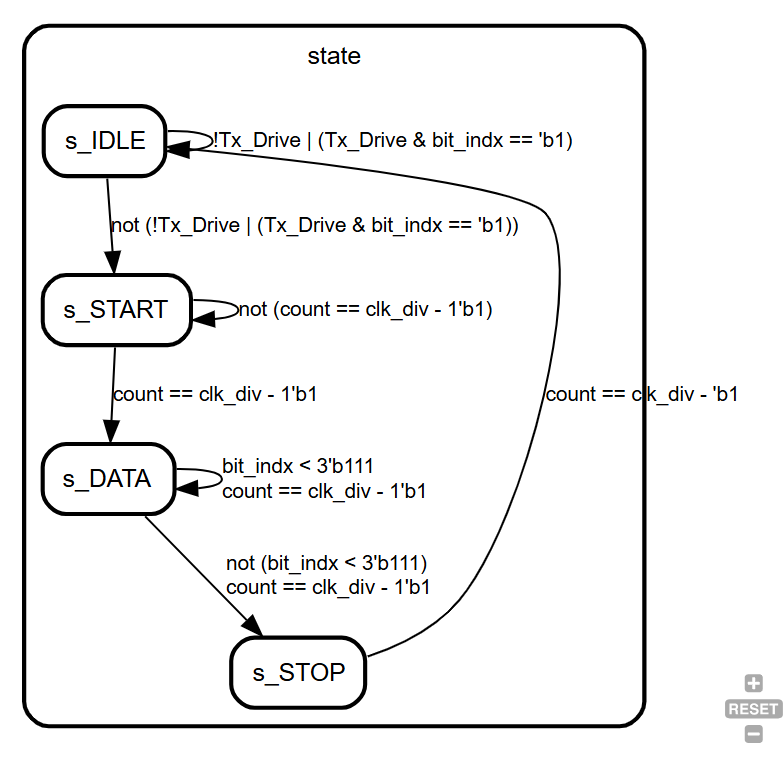 state
s_IDLE
!Tx_Drive | (Tx_Drive & bit_indx == 'b1)
not (!Tx_Drive | (Tx_Drive & bit_indx == 'b1))
s_START
not (count == clk_div - 1'b1)
count == clk_div - 1'b1
count == clk_div - 'b1
s_DATA
bit_indx < 3'b111
count == clk_div - 1'b1
not (bit_indx < 3'b111)
count == clk_div - 1'b1
s_STOP
+
RESET
−